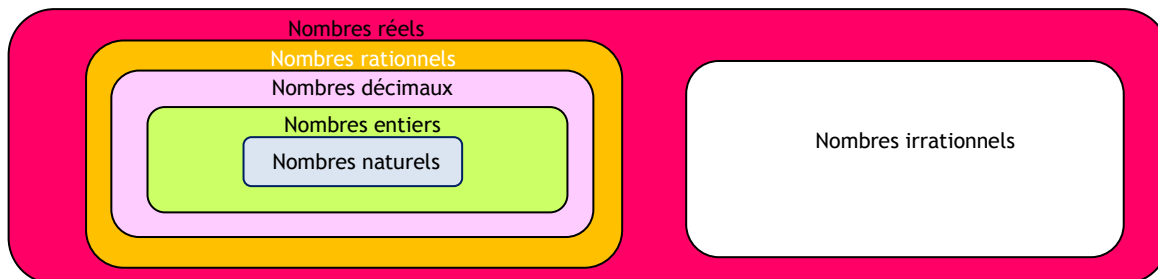 Nombres réels
Nombres rationnels
Nombres décimaux
Nombres entiers
Nombres naturels
Nombres irrationnels